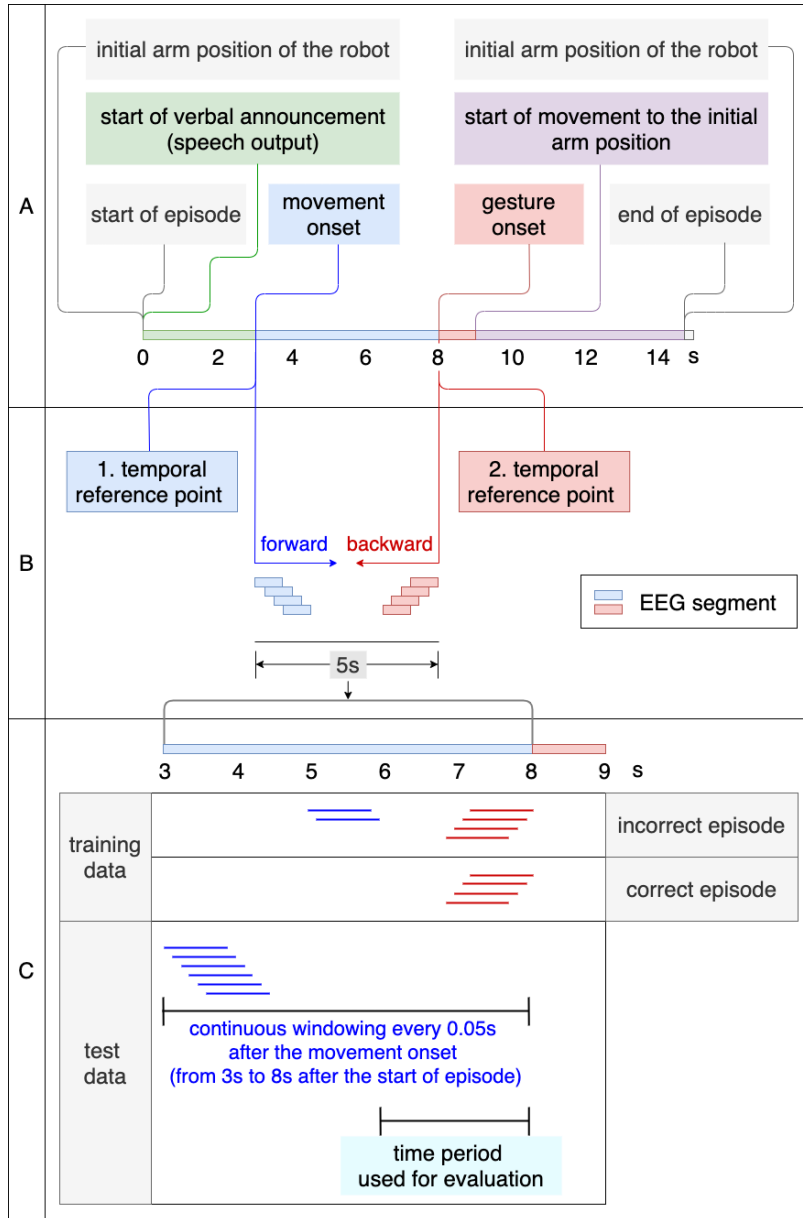 A
initial arm position of the robot
initial arm position of the robot
start of verbal announcement
(speech output)
start of movement to the initial
arm position
start of episode
movement
onset
gesture
onset
end of episode
0 2 4 6 8 10 12 14 s
B
1. temporal
reference point
2. temporal
reference point
forward
backward
EEG segment
5s
C
3 4 5 6 7 8 9 s
training
data
incorrect episode
correct episode
test
data
continuous windowing every 0.05s
after the movement onset
(from 3s to 8s after the start of episode)
time period
used for evaluation